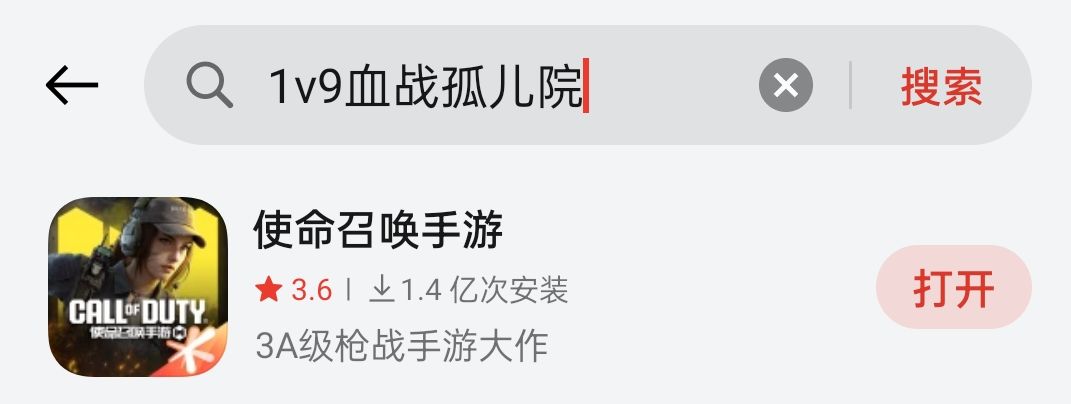 1v9血战孤儿院
搜索
使命召唤手游
3.6
1.4 亿次安装
打开
3A级枪战手游大作
CALL OF DUTY
使命召唤手游